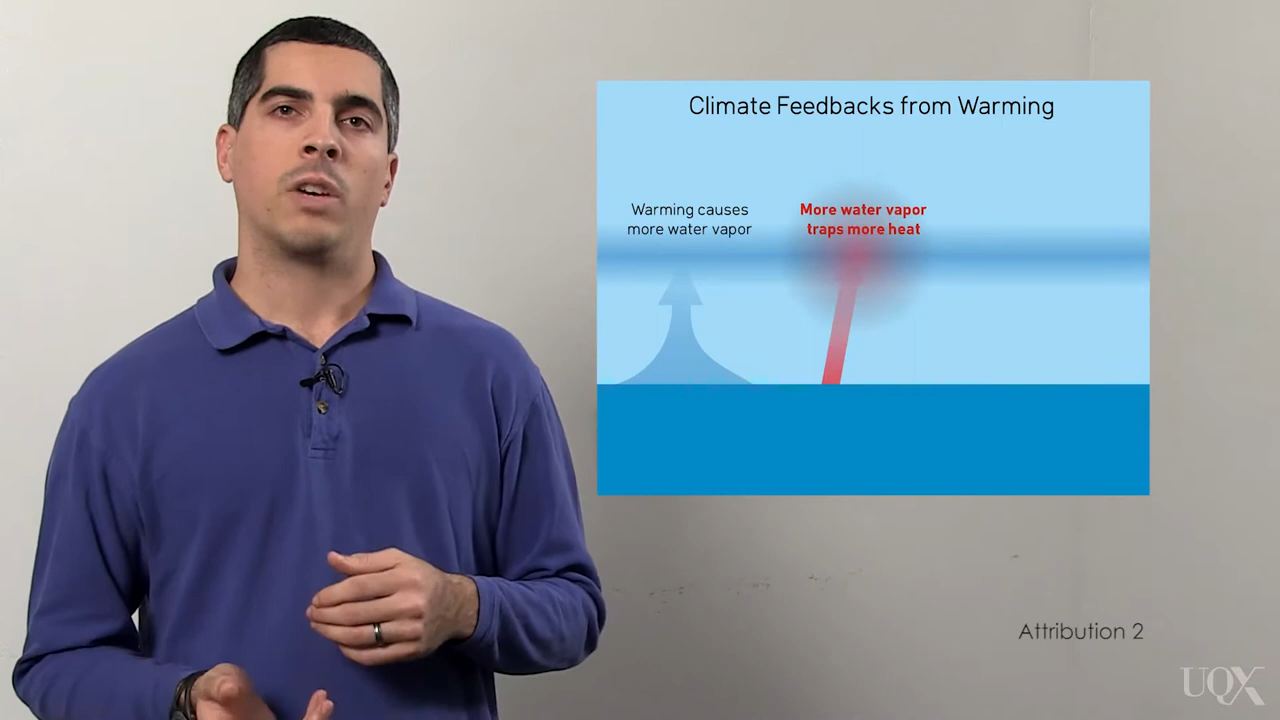 Climate Feedbacks from Warming
Warming causes
more water vapor
More water vapor
traps more heat
Attribution 2
UQX